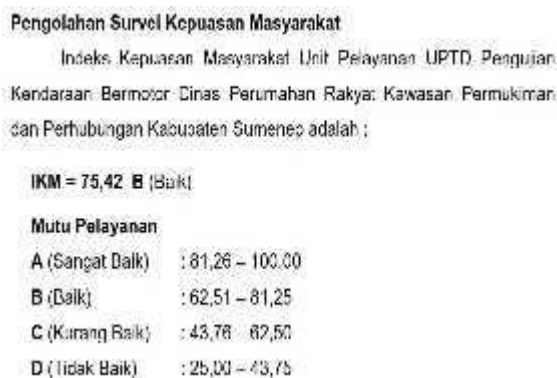 Pengolahan Survei Kepuasan Masyarakat
Indeks Kepuasan Masyarakat Unit Pelayanan UPTD Pengujian
Kendaraan Bermotor Dinas Perumahan Rakyat Kawasan Permukiman
dan Perhubungan Kabupaten Sumenep adalah ;
IKM = 75,42 B (Baik)
Mutu Pelayanan
A (Sangat Baik) : 81,26 – 100.00
B (Baik) : 62,51 – 81,25
C (Kurang Baik) : 43,76 – 62,50
D (Tidak Baik) : 25,00 – 43,75